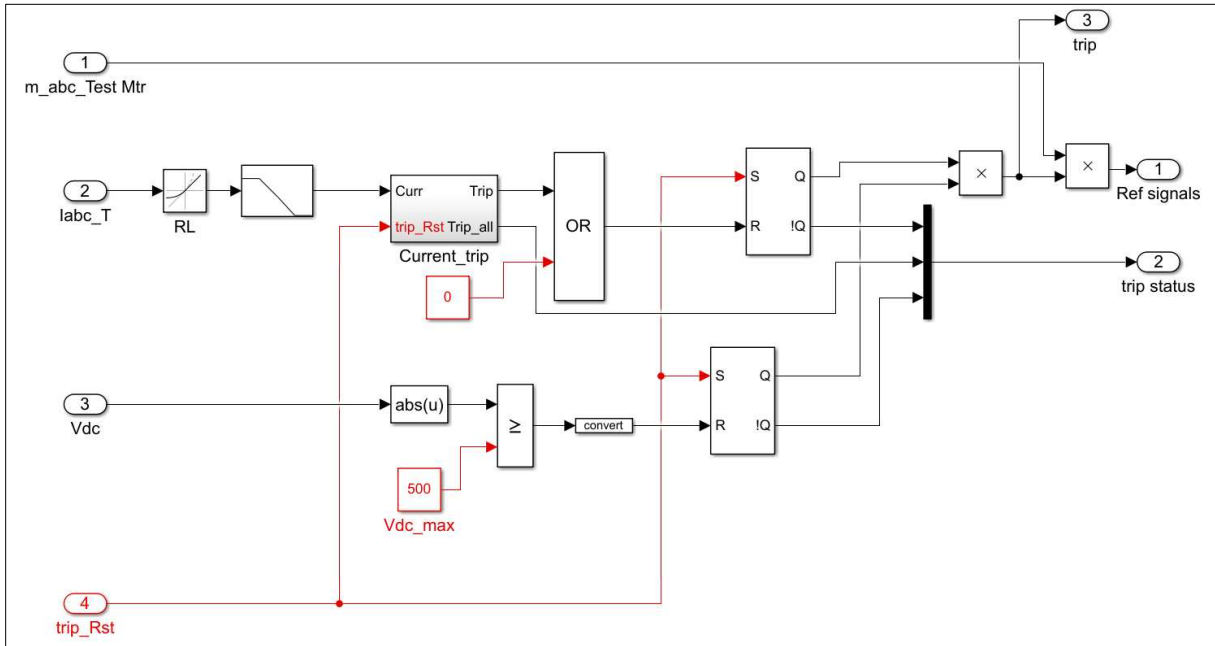 3
trip
1
m_abc_Test Mtr
×
×
1
Ref signals
2
Iabc_T
RL
Curr Trip
trip_Rst Trip_all
Current_trip
OR
S Q
R !Q
0
2
trip status
3
Vdc
abs(u)
≥
convert
S Q
R !Q
500
Vdc_max
4
trip_Rst